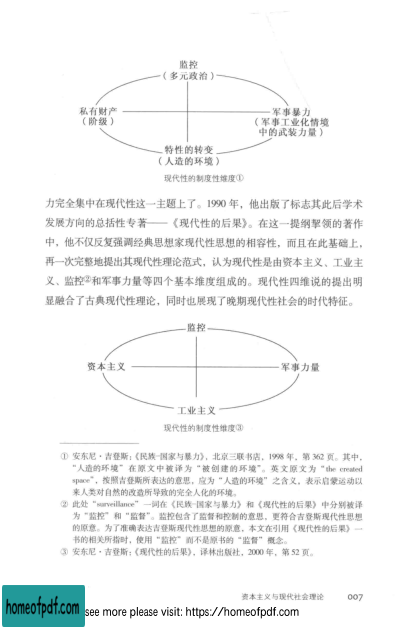 监控
（多元政治）
私有财产
（阶级）
军事暴力
（军事工业化情境
中的武装力量）
特性的转变
（人造的环境）
现代性的制度性维度①
力完全集中在现代性这一主题上了。1990 年，他出版了标志其此后学术
发展方向的总括性专著——《现代性的后果》。在这一提纲挈领的著作
中，他不仅反复强调经典思想家现代性思想的相容性，而且在此基础上，
再一次完整地提出其现代性理论范式，认为现代性是由资本主义、工业主
义、监控②和军事力量等四个基本维度组成的。现代性四维说的提出明
显融合了古典现代性理论，同时也展现了晚期现代性社会的时代特征。
监控
资本主义
军事力量
工业主义
现代性的制度性维度③
① 安东尼·吉登斯：《民族-国家与暴力》，北京三联书店，1998 年，第 362 页。其中，
“人造的环境”在原文中被译为“被创建的环境”。英文原文为“the created
space”，按照吉登斯所表达的意思，应为“人造的环境”之含义，表示启蒙运动以
来人类对自然的改造所导致的完全人化的环境。
② 此处“surveillance”一词在《民族-国家与暴力》和《现代性的后果》中分别被译
为“监控”和“监督”。监控包含了监督和控制的意思，更符合吉登斯现代性思想
的原意。为了准确表达吉登斯现代性思想的原意，本文在引用《现代性的后果》一
书的相关所指时，使用“监控”而不是原书的“监督”概念。
③ 安东尼·吉登斯：《现代性的后果》，译林出版社，2000 年，第 52 页。
资本主义与现代社会理论 007
homeofpdf.com
see more please visit: https://homeofpdf.com